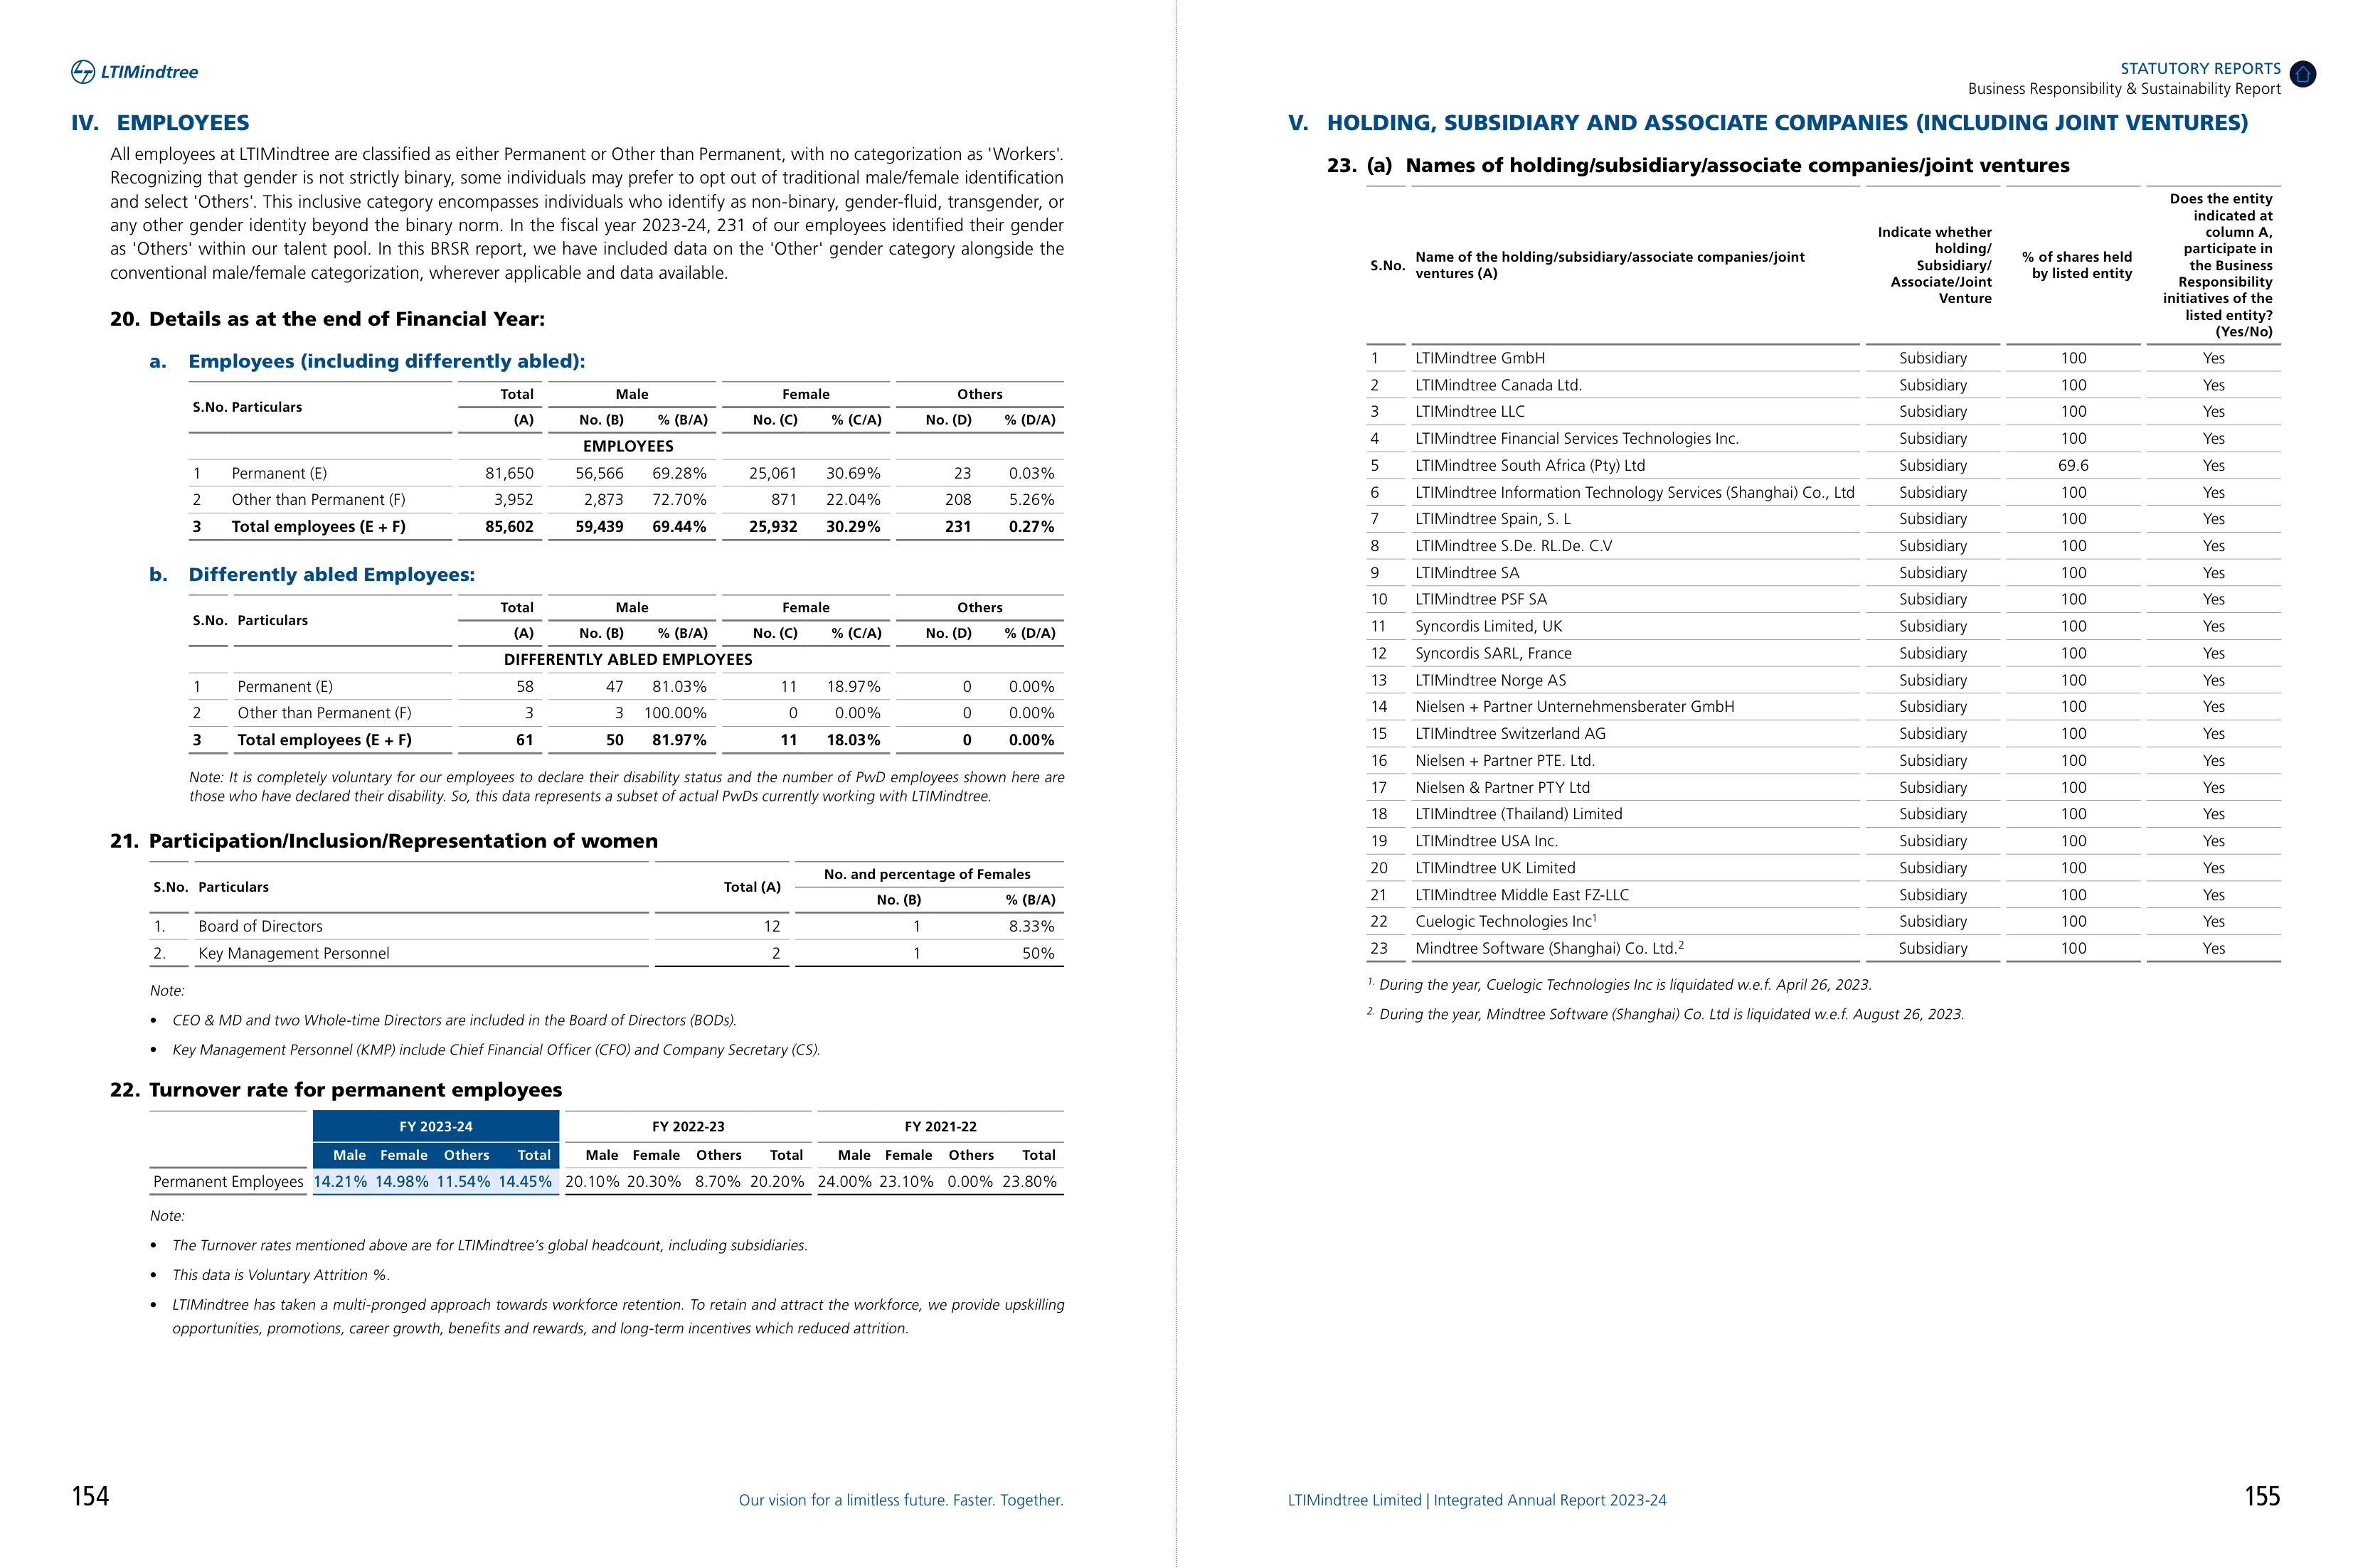 LTIMindtree
IV. EMPLOYEES
All employees at LTIMindtree are classified as either Permanent or Other than Permanent, with no categorization as 'Workers'.
Recognizing that gender is not strictly binary, some individuals may prefer to opt out of traditional male/female identification
and select 'Others'. This inclusive category encompasses individuals who identify as non-binary, gender-fluid, transgender, or
any other gender identity beyond the binary norm. In the fiscal year 2023-24, 231 of our employees identified their gender
as 'Others' within our talent pool. In this BRSR report, we have included data on the 'Other' gender category alongside the
conventional male/female categorization, wherever applicable and data available.
20. Details as at the end of Financial Year:
a. Employees (including differently abled):
S.No. Particulars Total Male Female Others
(A) No. (B) % (B/A) No. (C) % (C/A) No. (D) % (D/A)
EMPLOYEES
1 Permanent (E) 81,650 56,566 69.28% 25,061 30.69% 23 0.03%
2 Other than Permanent (F) 3,952 2,873 72.70% 871 22.04% 208 5.26%
3 Total employees (E + F) 85,602 59,439 69.44% 25,932 30.29% 231 0.27%
b. Differently abled Employees:
S.No. Particulars Total Male Female Others
(A) No. (B) % (B/A) No. (C) % (C/A) No. (D) % (D/A)
DIFFERENTLY ABLED EMPLOYEES
1 Permanent (E) 58 47 81.03% 11 18.97% 0 0.00%
2 Other than Permanent (F) 3 3 100.00% 0 0.00% 0 0.00%
3 Total employees (E + F) 61 50 81.97% 11 18.03% 0 0.00%
Note: It is completely voluntary for our employees to declare their disability status and the number of PwD employees shown here are
those who have declared their disability. So, this data represents a subset of actual PwDs currently working with LTIMindtree.
21. Participation/Inclusion/Representation of women
S.No. Particulars Total (A) No. and percentage of Females
No. (B) % (B/A)
1. Board of Directors 12 1 8.33%
2. Key Management Personnel 2 1 50%
Note:
• CEO & MD and two Whole-time Directors are included in the Board of Directors (BODs).
• Key Management Personnel (KMP) include Chief Financial Officer (CFO) and Company Secretary (CS).
22. Turnover rate for permanent employees
FY 2023-24 FY 2022-23 FY 2021-22
Male Female Others Total Male Female Others Total Male Female Others Total
Permanent Employees 14.21% 14.98% 11.54% 14.45% 20.10% 20.30% 8.70% 20.20% 24.00% 23.10% 0.00% 23.80%
Note:
• The Turnover rates mentioned above are for LTIMindtree's global headcount, including subsidiaries.
• This data is Voluntary Attrition %.
• LTIMindtree has taken a multi-pronged approach towards workforce retention. To retain and attract the workforce, we provide upskilling
opportunities, promotions, career growth, benefits and rewards, and long-term incentives which reduced attrition.
154
Our vision for a limitless future. Faster. Together.
STATUTORY REPORTS
Business Responsibility & Sustainability Report
V. HOLDING, SUBSIDIARY AND ASSOCIATE COMPANIES (INCLUDING JOINT VENTURES)
23. (a) Names of holding/subsidiary/associate companies/joint ventures
S.No.
Name of the holding/subsidiary/associate companies/joint
ventures (A)
Indicate whether
holding/
Subsidiary/
Associate/Joint
Venture
% of shares held
by listed entity
Does the entity
indicated at
column A,
participate in
the Business
Responsibility
initiatives of the
listed entity?
(Yes/No)
1 LTIMindtree GmbH Subsidiary 100 Yes
2 LTIMindtree Canada Ltd. Subsidiary 100 Yes
3 LTIMindtree LLC Subsidiary 100 Yes
4 LTIMindtree Financial Services Technologies Inc. Subsidiary 100 Yes
5 LTIMindtree South Africa (Pty) Ltd Subsidiary 69.6 Yes
6 LTIMindtree Information Technology Services (Shanghai) Co., Ltd Subsidiary 100 Yes
7 LTIMindtree Spain, S. L Subsidiary 100 Yes
8 LTIMindtree S.De. RL.De. C.V Subsidiary 100 Yes
9 LTIMindtree SA Subsidiary 100 Yes
10 LTIMindtree PSF SA Subsidiary 100 Yes
11 Syncordis Limited, UK Subsidiary 100 Yes
12 Syncordis SARL, France Subsidiary 100 Yes
13 LTIMindtree Norge AS Subsidiary 100 Yes
14 Nielsen + Partner Unternehmensberater GmbH Subsidiary 100 Yes
15 LTIMindtree Switzerland AG Subsidiary 100 Yes
16 Nielsen + Partner PTE. Ltd. Subsidiary 100 Yes
17 Nielsen & Partner PTY Ltd Subsidiary 100 Yes
18 LTIMindtree (Thailand) Limited Subsidiary 100 Yes
19 LTIMindtree USA Inc. Subsidiary 100 Yes
20 LTIMindtree UK Limited Subsidiary 100 Yes
21 LTIMindtree Middle East FZ-LLC Subsidiary 100 Yes
22 Cuelogic Technologies Inc¹ Subsidiary 100 Yes
23 Mindtree Software (Shanghai) Co. Ltd.² Subsidiary 100 Yes
1. During the year, Cuelogic Technologies Inc is liquidated w.e.f. April 26, 2023.
2. During the year, Mindtree Software (Shanghai) Co. Ltd is liquidated w.e.f. August 26, 2023.
LTIMindtree Limited | Integrated Annual Report 2023-24
155